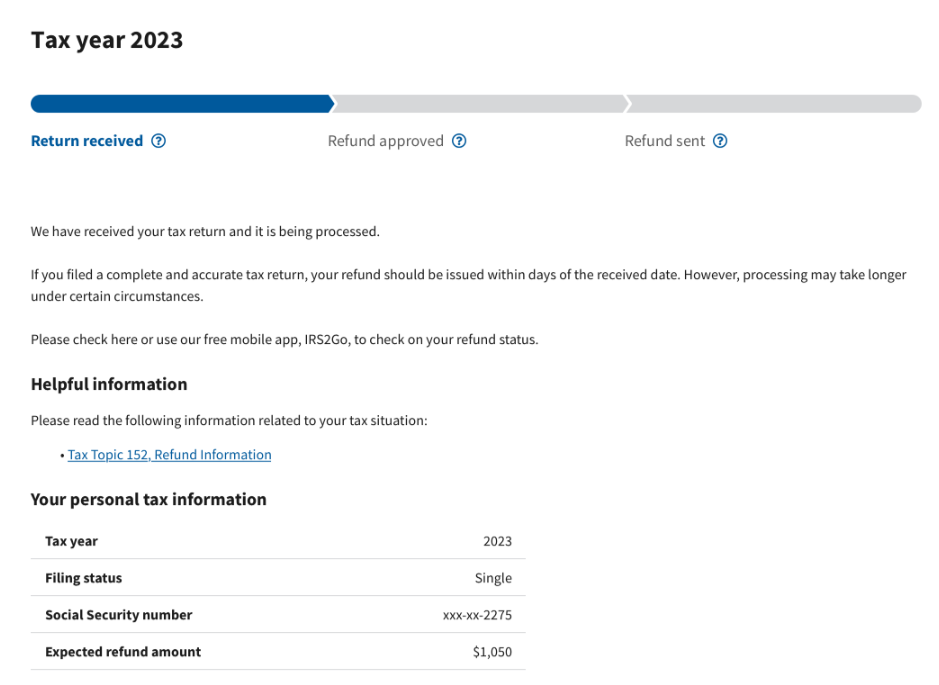 Tax year 2023
Return received
Refund approved
Refund sent
We have received your tax return and it is being processed.
If you filed a complete and accurate tax return, your refund should be issued within days of the received date. However, processing may take longer
under certain circumstances.
Please check here or use our free mobile app, IRS2Go, to check on your refund status.
Helpful information
Please read the following information related to your tax situation:
• Tax Topic 152, Refund Information
Your personal tax information
Tax year 2023
Filing status Single
Social Security number xxx-xx-2275
Expected refund amount $1,050